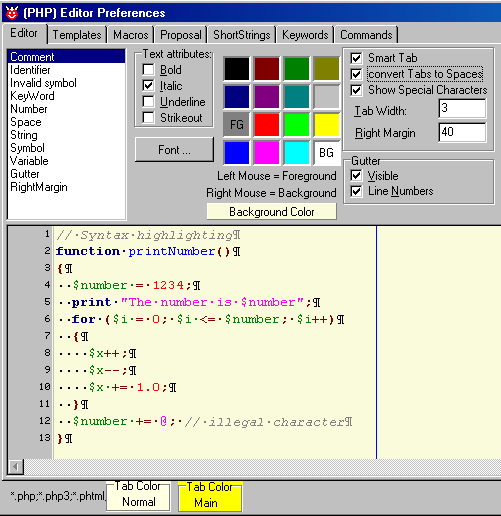 (PHP) Editor Preferences
Editor Templates Macros Proposal ShortStrings Keywords Commands
Comment
Identifier
Invalid symbol
KeyWord
Number
Space
String
Symbol
Variable
Gutter
RightMargin
Text attributes:
Bold
Italic
Underline
Strikeout
Font ...
FG
BG
Left Mouse = Foreground
Right Mouse = Background
Background Color
Smart Tab
convert Tabs to Spaces
Show Special Characters
Tab Width: 3
Right Margin 40
Gutter
Visible
Line Numbers
1 //·Syntax·highlighting¶
2 function·printNumber()¶
3 {¶
4 ··$number·=·1234;¶
5 ··print·"The·number·is·$number";¶
6 ··for·($i·=·0;·$i·<=·$number;·$i++)¶
7 ··{¶
8 ····$x++;¶
9 ····$x--;¶
10 ····$x·+=·1.0;¶
11 ··}¶
12 ··$number·+=·@;·//·illegal·character¶
13 }¶
*.php;*.php3;*.phtml
Tab Color
Normal
Tab Color
Main